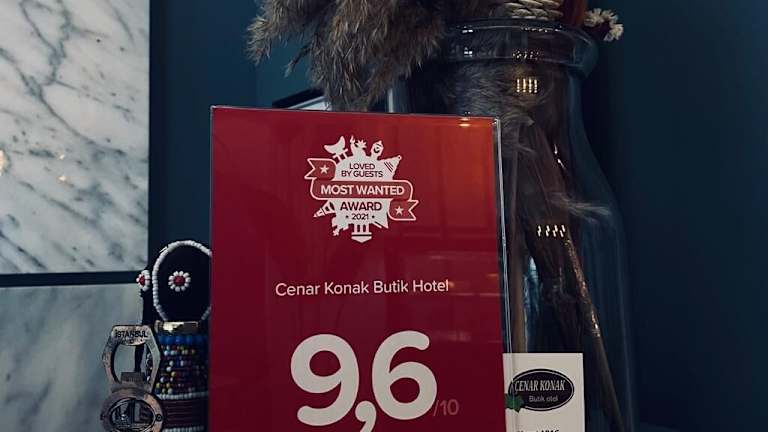 LOVED
BY GUESTS
MOST WANTED
AWARD
2021
Cenar Konak Butik Hotel
9,6/10
CENAR KONAK
Butik otel
ISTANBUL